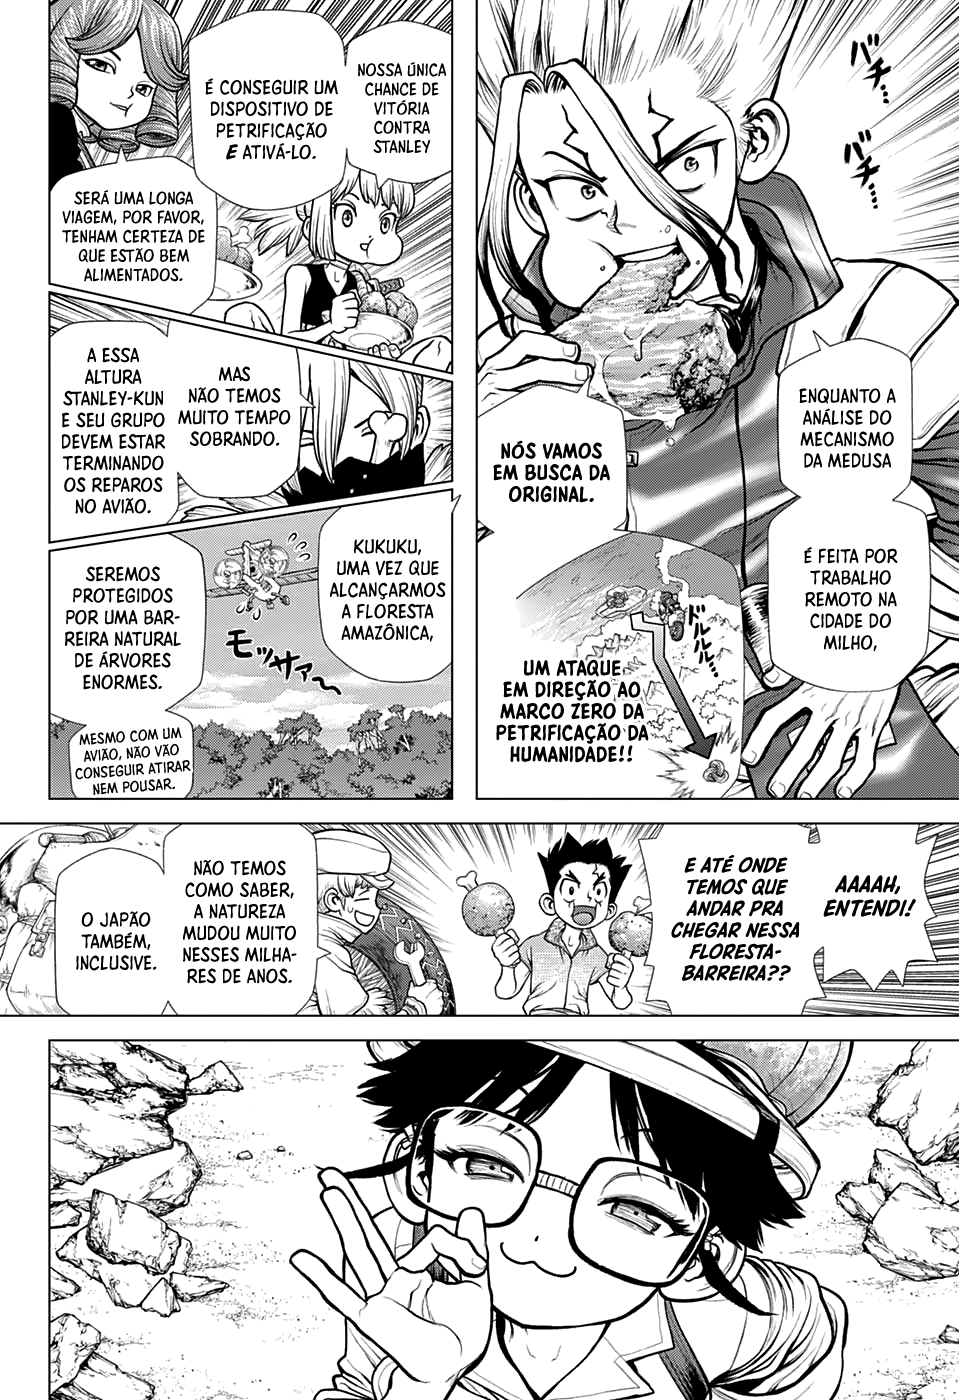 ENQUANTO A
ANÁLISE DO
MECANISMO
DA MEDUSA
É FEITA POR
TRABALHO
REMOTO NA
CIDADE DO
MILHO,
NÓS VAMOS
EM BUSCA DA
ORIGINAL.
UM ATAQUE
EM DIREÇÃO AO
MARCO ZERO DA
PETRIFICAÇÃO DA
HUMANIDADE!!
バチ…
バチ…
ドルルル…
NOSSA ÚNICA
CHANCE DE
VITÓRIA
CONTRA
STANLEY
É CONSEGUIR UM
DISPOSITIVO DE
PETRIFICAÇÃO
E ATIVÁ-LO.
SERÁ UMA LONGA
VIAGEM, POR FAVOR,
TENHAM CERTEZA DE
QUE ESTÃO BEM
ALIMENTADOS.
MAS
NÃO TEMOS
MUITO TEMPO
SOBRANDO.
A ESSA
ALTURA
STANLEY-KUN
E SEU GRUPO
DEVEM ESTAR
TERMINANDO
OS REPAROS
NO AVIÃO.
KUKUKU,
UMA VEZ QUE
ALCANÇARMOS
A FLORESTA
AMAZÔNICA,
SEREMOS
PROTEGIDOS
POR UMA BAR-
REIRA NATURAL
DE ÁRVORES
ENORMES.
MESMO COM UM
AVIÃO, NÃO VÃO
CONSEGUIR ATIRAR
NEM POUSAR.
モッサァ〜
AAAAH,
ENTENDI!
E ATÉ ONDE
TEMOS QUE
ANDAR PRA
CHEGAR NESSA
FLORESTA-
BARREIRA??
NÃO TEMOS
COMO SABER,
A NATUREZA
MUDOU MUITO
NESSES MILHA-
RES DE ANOS.
O JAPÃO
TAMBÉM,
INCLUSIVE.